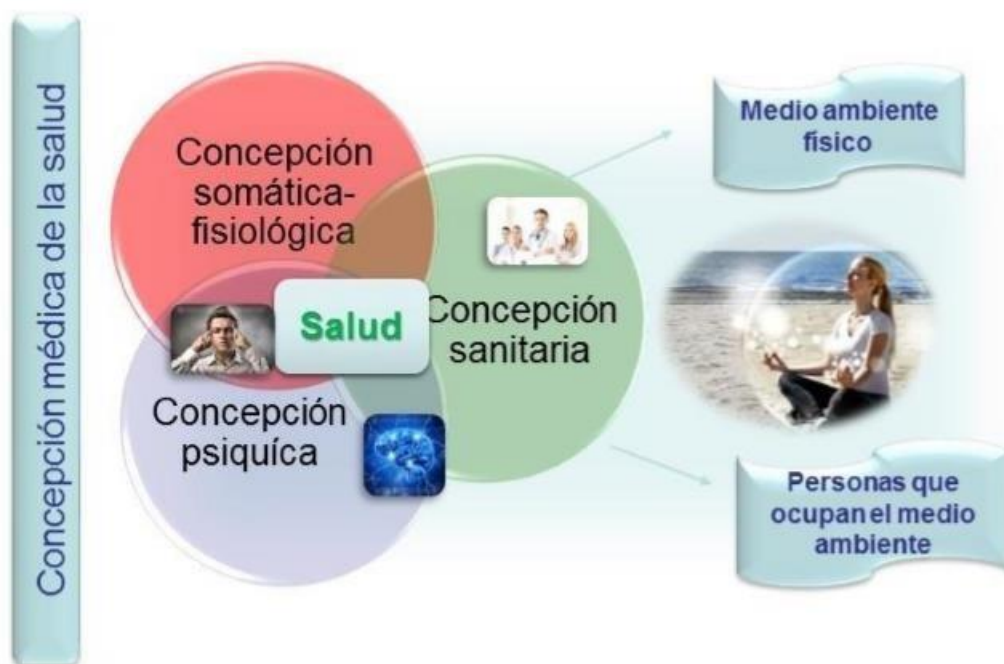 Concepción médica de la salud
Concepción
somática-
fisiológica
Salud
Concepción
sanitaria
Concepción
psiquíca
Medio ambiente
físico
Personas que
ocupan el medio
ambiente